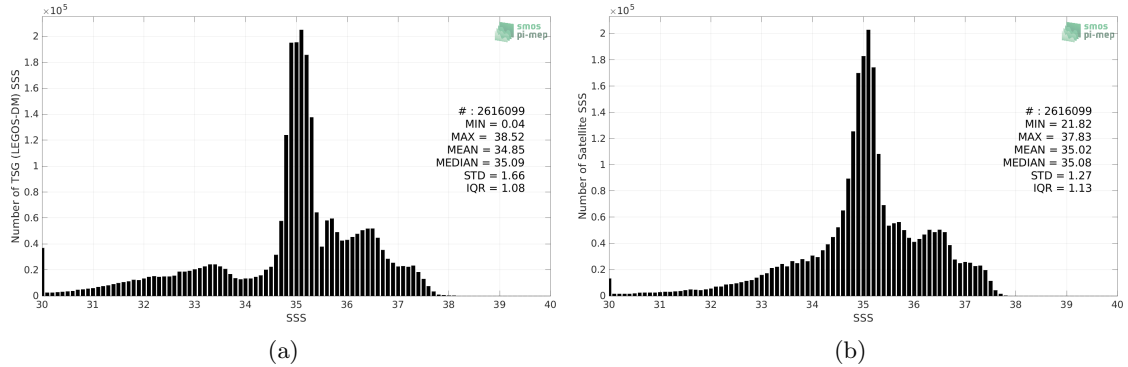 ×10⁵
smos
pi-mep
2
1.8
1.6
1.4
1.2
1
0.8
0.6
0.4
0.2
0
Number of TSG (LEGOS-DM) SSS
# : 2616099
MIN = 0.04
MAX = 38.52
MEAN = 34.85
MEDIAN = 35.09
STD = 1.66
IQR = 1.08
30 31 32 33 34 35 36 37 38 39 40
SSS
(a)
×10⁵
smos
pi-mep
2
1.8
1.6
1.4
1.2
1
0.8
0.6
0.4
0.2
0
Number of Satellite SSS
# : 2616099
MIN = 21.82
MAX = 37.83
MEAN = 35.02
MEDIAN = 35.08
STD = 1.27
IQR = 1.13
30 31 32 33 34 35 36 37 38 39 40
SSS
(b)